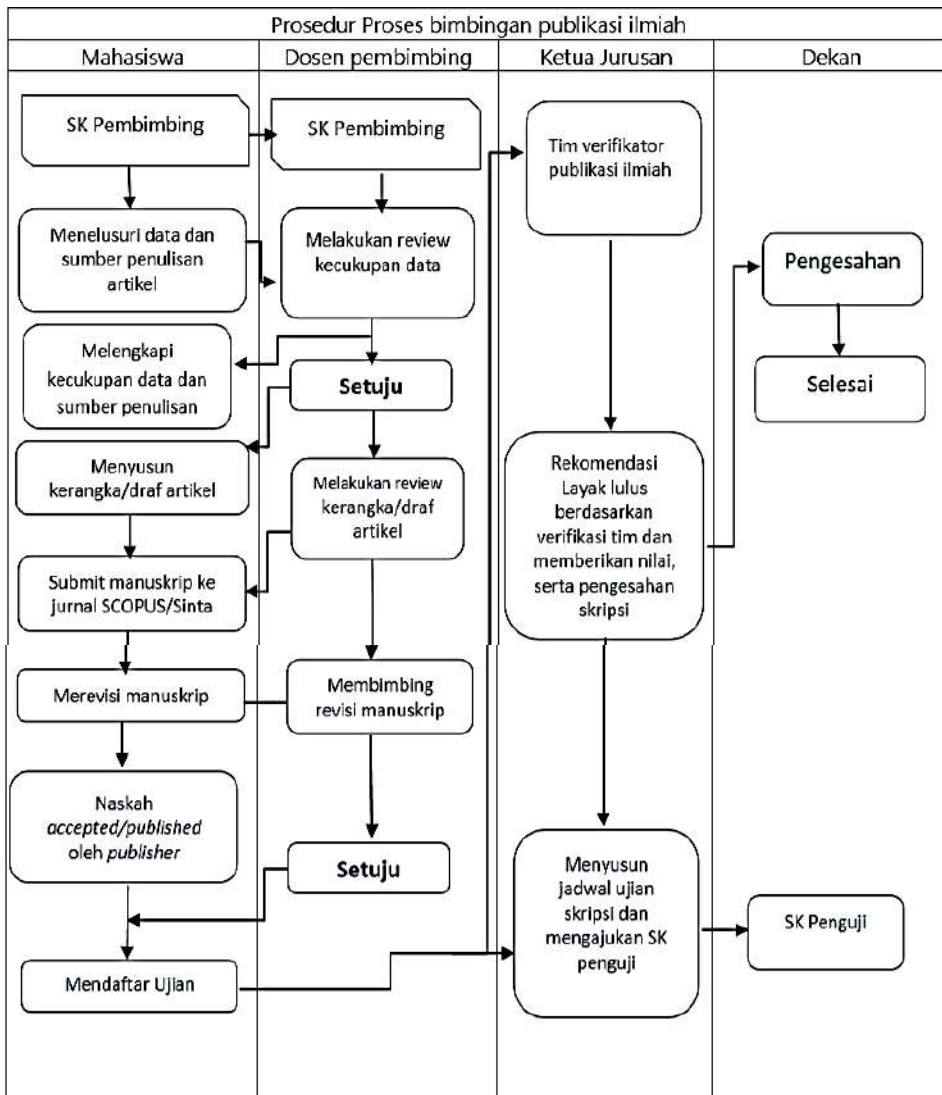 Prosedur Proses bimbingan publikasi ilmiah
Mahasiswa
Dosen pembimbing
Ketua Jurusan
Dekan
SK Pembimbing
SK Pembimbing
Tim verifikator
publikasi ilmiah
Menelusuri data dan
sumber penulisan
artikel
Melakukan review
kecukupan data
Pengesahan
Melengkapi
kecukupan data dan
sumber penulisan
Setuju
Selesai
Menyusun
kerangka/draf artikel
Melakukan review
kerangka/draf
artikel
Rekomendasi
Layak lulus
berdasarkan
verifikasi tim dan
memberikan nilai,
serta pengesahan
skripsi
Submit manuskrip ke
jurnal SCOPUS/Sinta
Merevisi manuskrip
Membimbing
revisi manuskrip
Naskah
accepted/published
oleh publisher
Setuju
Menyusun
jadwal ujian
skripsi dan
mengajukan SK
penguji
SK Penguji
Mendaftar Ujian